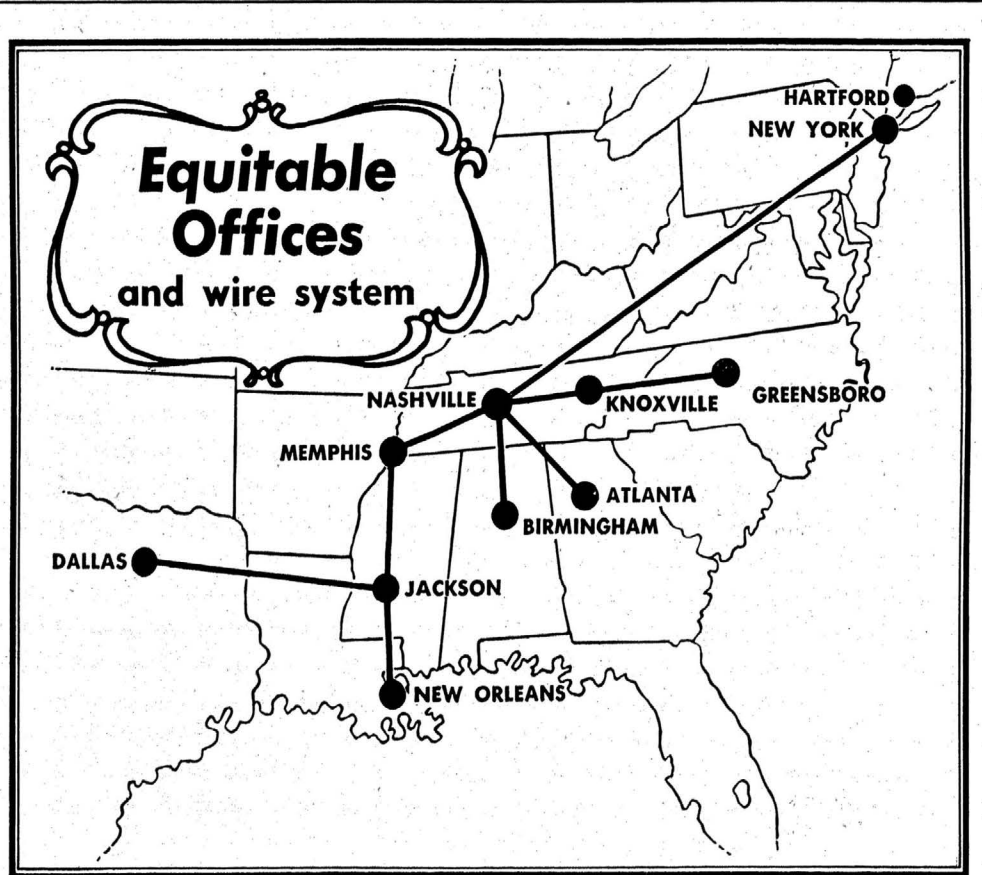 Equitable
Offices
and wire system
HARTFORD
NEW YORK
NASHVILLE
KNOXVILLE
GREENSBORO
MEMPHIS
ATLANTA
BIRMINGHAM
DALLAS
JACKSON
NEW ORLEANS